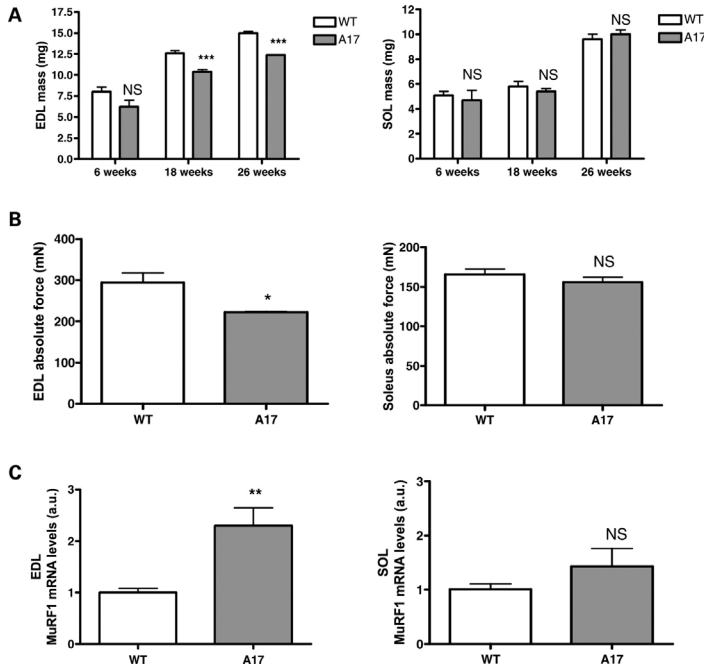 A
EDL mass (mg)
17.5
15.0
12.5
10.0
7.5
5.0
2.5
0.0
NS
***
***
6 weeks
18 weeks
26 weeks
WT
A17
SOL mass (mg)
12
10
8
6
4
2
0
NS
NS
NS
6 weeks
18 weeks
26 weeks
WT
A17
B
EDL absolute force (mN)
400
300
200
100
0
*
WT
A17
Soleus absolute force (mN)
200
150
100
50
0
NS
WT
A17
C
EDL
MuRF1 mRNA levels (a.u.)
3
2
1
0
**
WT
A17
SOL
MuRF1 mRNA levels (a.u.)
3
2
1
0
NS
WT
A17